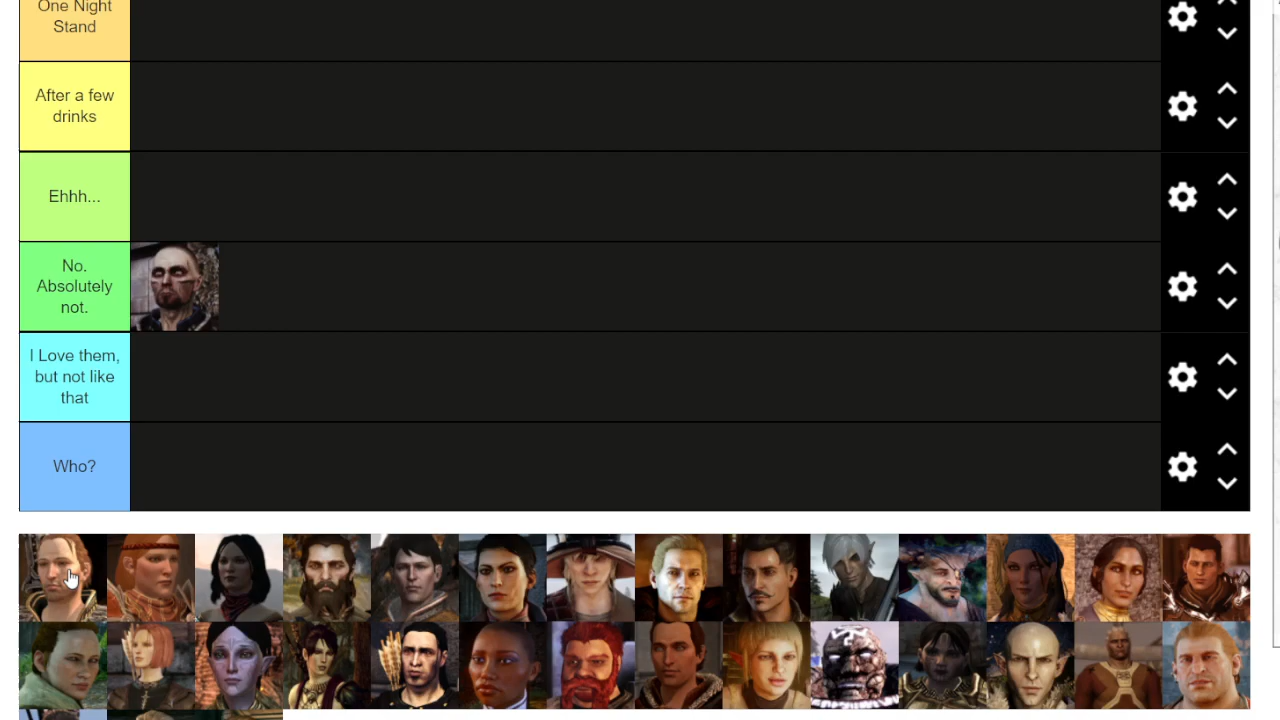 One Night
Stand
After a few
drinks
Ehhh...
No.
Absolutely
not.
I Love them,
but not like
that
Who?